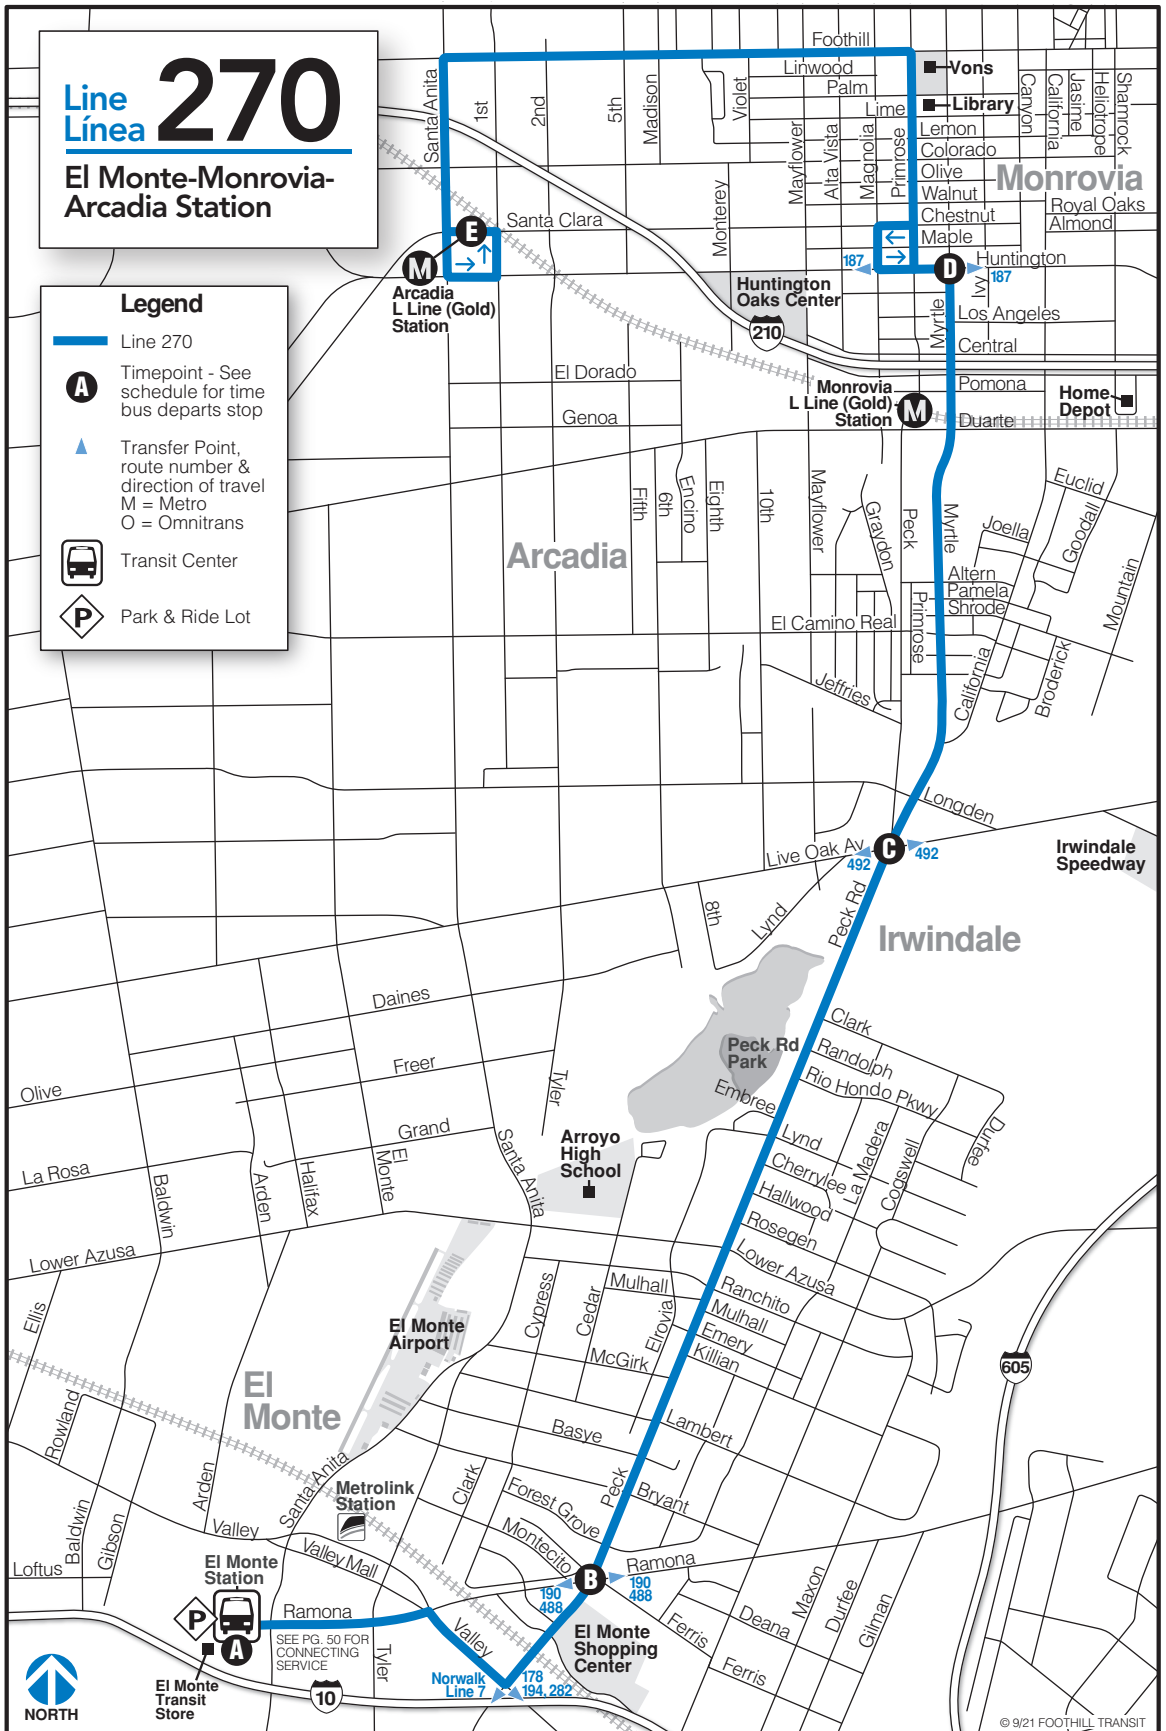 Line
Línea
270
El Monte-Monrovia-
Arcadia Station
Legend
Line 270
A
Timepoint - See
schedule for time
bus departs stop
Transfer Point,
route number &
direction of travel
M = Metro
O = Omnitrans
Transit Center
P
Park & Ride Lot
Foothill
Linwood
Palm
Lime
Vons
Library
Lemon
Colorado
Olive
Walnut
Chestnut
Maple
Monrovia
Royal Oaks
Almond
Huntington
187
187
D
Ivy
Los Angeles
Central
Myrtle
Santa Anita
1st
2nd
5th
Madison
Violet
Monterey
Mayflower
Alta Vista
Magnolia
Primrose
Canyon
California
Jasime
Heliotrope
Shamrock
Santa Clara
E
M
Arcadia
L Line (Gold)
Station
Huntington
Oaks Center
210
El Dorado
Genoa
Monrovia
L Line (Gold)
Station
M
Pomona
Duarte
Home
Depot
Fifth
6th
Encino
Eighth
10th
Mayflower
Graydon
Peck
Myrtle
Joella
Euclid
Goodall
Mountain
Arcadia
Altern
Pamela
Shrode
El Camino Real
Primrose
California
Broderick
Jeffries
Longden
Live Oak Av
492
C
492
Irwindale
Speedway
8th
Lynd
Peck Rd
Irwindale
Daines
Freer
Grand
Olive
La Rosa
Lower Azusa
Baldwin
Arden
Halifax
El
Monte
Santa Anita
Tyler
Peck Rd
Park
Embree
Clark
Randolph
Rio Hondo Pkwy
Durfee
Lynd
Cherrylee
La Madera
Cogswell
Hallwood
Rosegen
Lower Azusa
Arroyo
High
School
Ellis
El Monte
Airport
Cypress
Cedar
Mulhall
Elrovia
Ranchito
Mulhall
Emery
Killian
McGirk
605
El
Monte
Rowland
Baldwin
Gibson
Arden
Santa Anita
Basye
Lambert
Clark
Peck
Bryant
Forest Grove
Montecito
Metrolink
Station
Valley
Valley Mall
Loftus
El Monte
Station
P
A
Ramona
SEE PG. 50 FOR
CONNECTING
SERVICE
Tyler
Valley
B
Ramona
190
488
190
488
El Monte
Shopping
Center
Ferris
Deana
Ferris
Maxon
Durfee
Gilman
El Monte
Transit
Store
10
Norwalk
Line 7
178
194, 282
NORTH
© 9/21 FOOTHILL TRANSIT